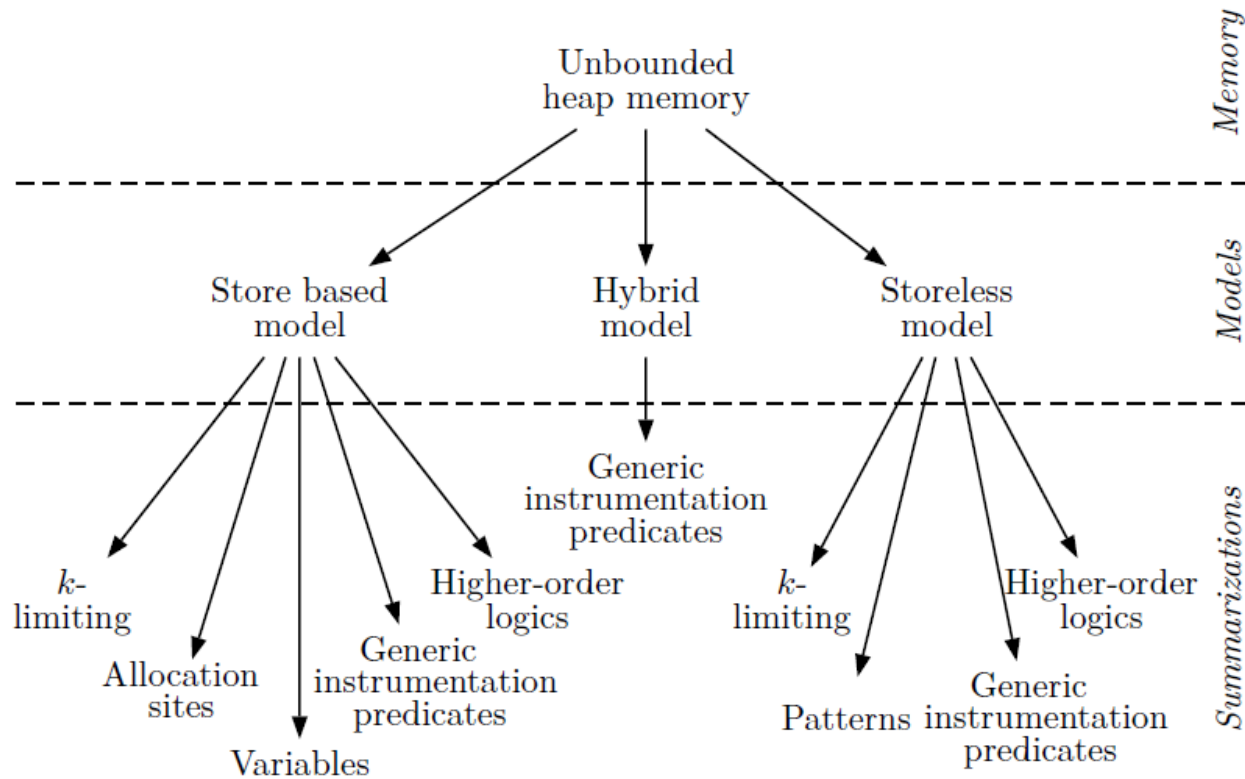 Unbounded
heap memory
Memory
Store based
model
Hybrid
model
Storeless
model
Models
k-
limiting
Allocation
sites
Variables
Generic
instrumentation
predicates
Higher-order
logics
Generic
instrumentation
predicates
k-
limiting
Patterns
Generic
instrumentation
predicates
Higher-order
logics
Summarizations